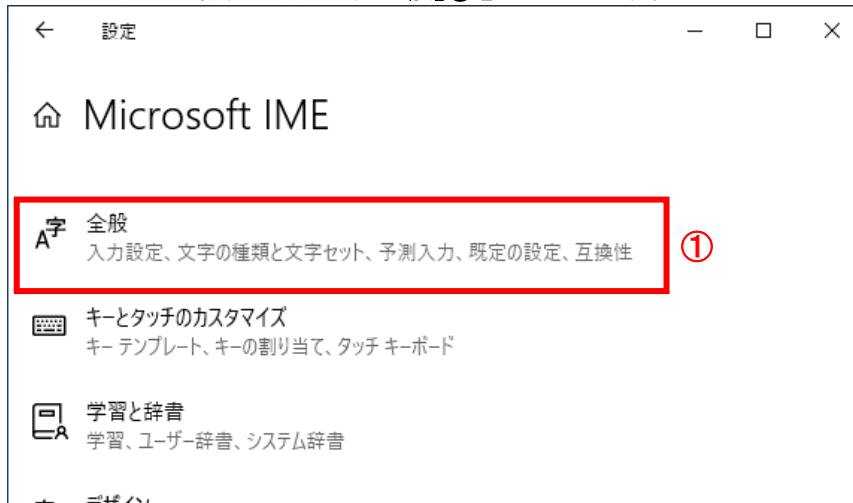 設定
Microsoft IME
全般
入力設定、文字の種類と文字セット、予測入力、既定の設定、互換性
①
キーとタッチのカスタマイズ
キー テンプレート、キーの割り当て、タッチ キーボード
学習と辞書
学習、ユーザー辞書、システム辞書
デザイン